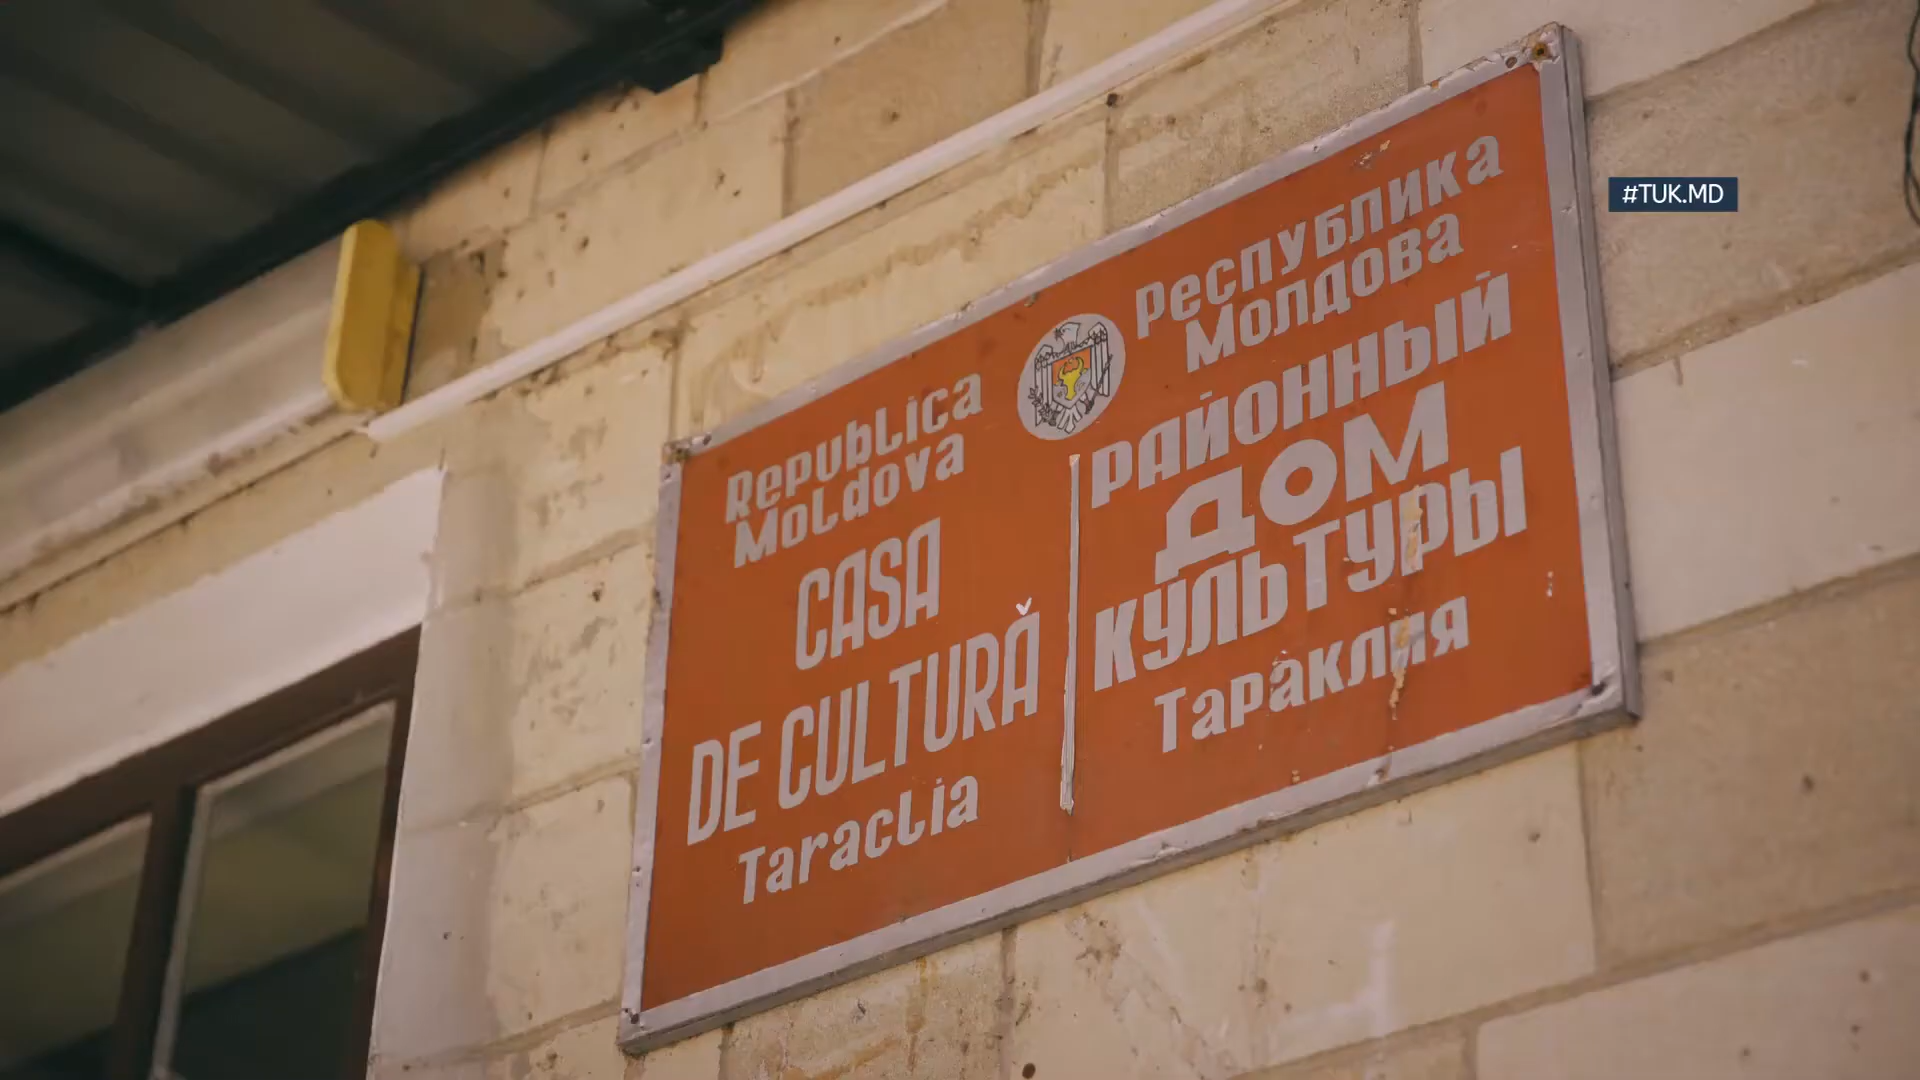 Republica
Moldova
CASA
DE CULTURĂ
Taraclia
Республика
Молдова
РАЙОННЫЙ
ДОМ
КУЛЬТУРЫ
Тараклия
#TUK.MD